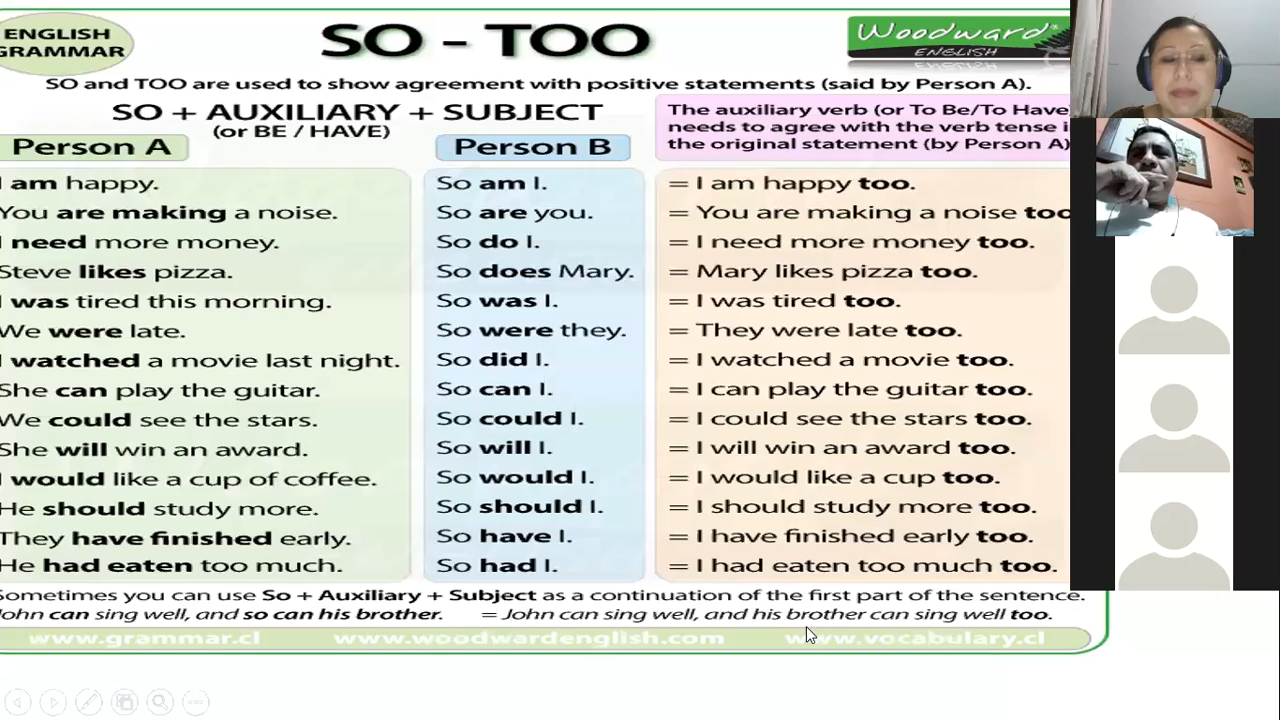 ENGLISH
GRAMMAR
SO - TOO
Woodward
ENGLISH
SO and TOO are used to show agreement with positive statements (said by Person A).
SO + AUXILIARY + SUBJECT
(or BE / HAVE)
The auxiliary verb (or To Be/To Have)
needs to agree with the verb tense i
the original statement (by Person A)
Person A
Person B
I am happy. So am I. = I am happy too.
You are making a noise. So are you. = You are making a noise too
I need more money. So do I. = I need more money too.
Steve likes pizza. So does Mary. = Mary likes pizza too.
I was tired this morning. So was I. = I was tired too.
We were late. So were they. = They were late too.
I watched a movie last night. So did I. = I watched a movie too.
She can play the guitar. So can I. = I can play the guitar too.
We could see the stars. So could I. = I could see the stars too.
She will win an award. So will I. = I will win an award too.
I would like a cup of coffee. So would I. = I would like a cup too.
He should study more. So should I. = I should study more too.
They have finished early. So have I. = I have finished early too.
He had eaten too much. So had I. = I had eaten too much too.
Sometimes you can use So + Auxiliary + Subject as a continuation of the first part of the sentence.
John can sing well, and so can his brother. = John can sing well, and his brother can sing well too.
www.grammar.cl www.woodwardenglish.com www.vocabulary.cl